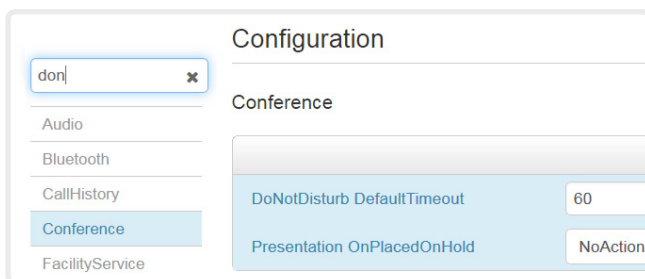 Configuration
don
Conference
Audio
Bluetooth
CallHistory
Conference
FacilityService
DoNotDisturb DefaultTimeout
60
Presentation OnPlacedOnHold
NoAction